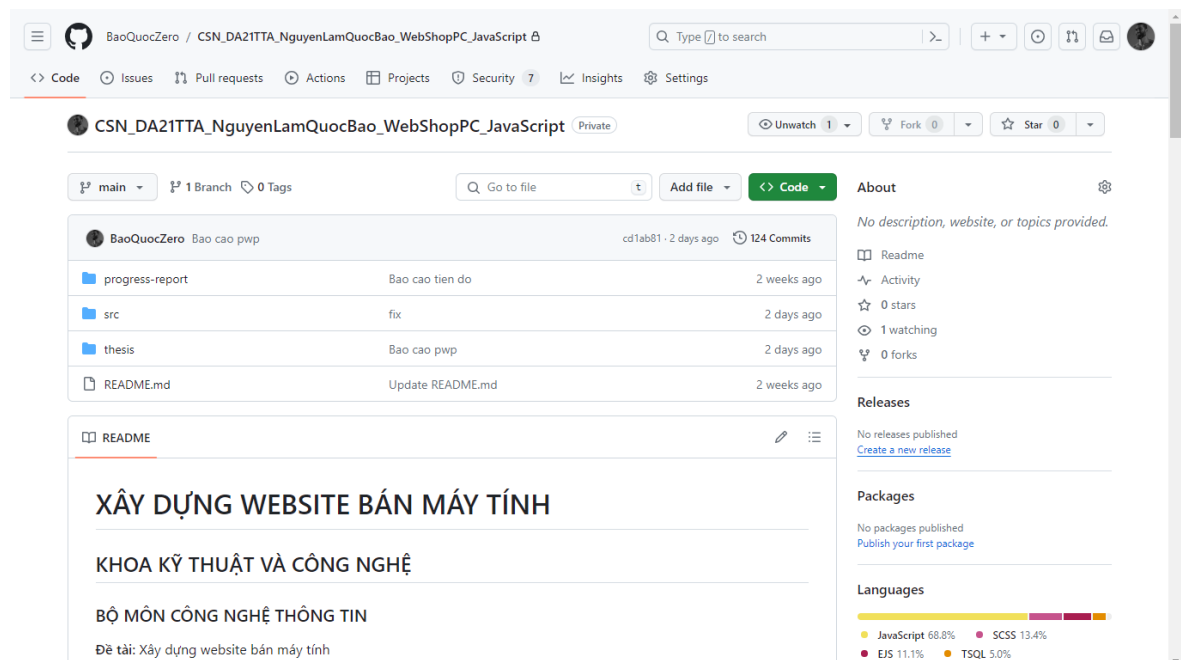 BaoQuocZero / CSN_DA21TTA_NguyenLamQuocBao_WebShopPC_JavaScript
Type / to search
Code Issues Pull requests Actions Projects Security 7 Insights Settings
CSN_DA21TTA_NguyenLamQuocBao_WebShopPC_JavaScript Private
Unwatch 1 Fork 0 Star 0
main 1 Branch 0 Tags Go to file t Add file Code
BaoQuocZero Bao cao pwp cd1ab81 · 2 days ago 124 Commits
progress-report Bao cao tien do 2 weeks ago
src fix 2 days ago
thesis Bao cao pwp 2 days ago
README.md Update README.md 2 weeks ago
README
XÂY DỰNG WEBSITE BÁN MÁY TÍNH
KHOA KỸ THUẬT VÀ CÔNG NGHỆ
BỘ MÔN CÔNG NGHỆ THÔNG TIN
Đề tài: Xây dựng website bán máy tính
About
No description, website, or topics provided.
Readme
Activity
0 stars
1 watching
0 forks
Releases
No releases published
Create a new release
Packages
No packages published
Publish your first package
Languages
JavaScript 68.8% SCSS 13.4%
EJS 11.1% TSQL 5.0%